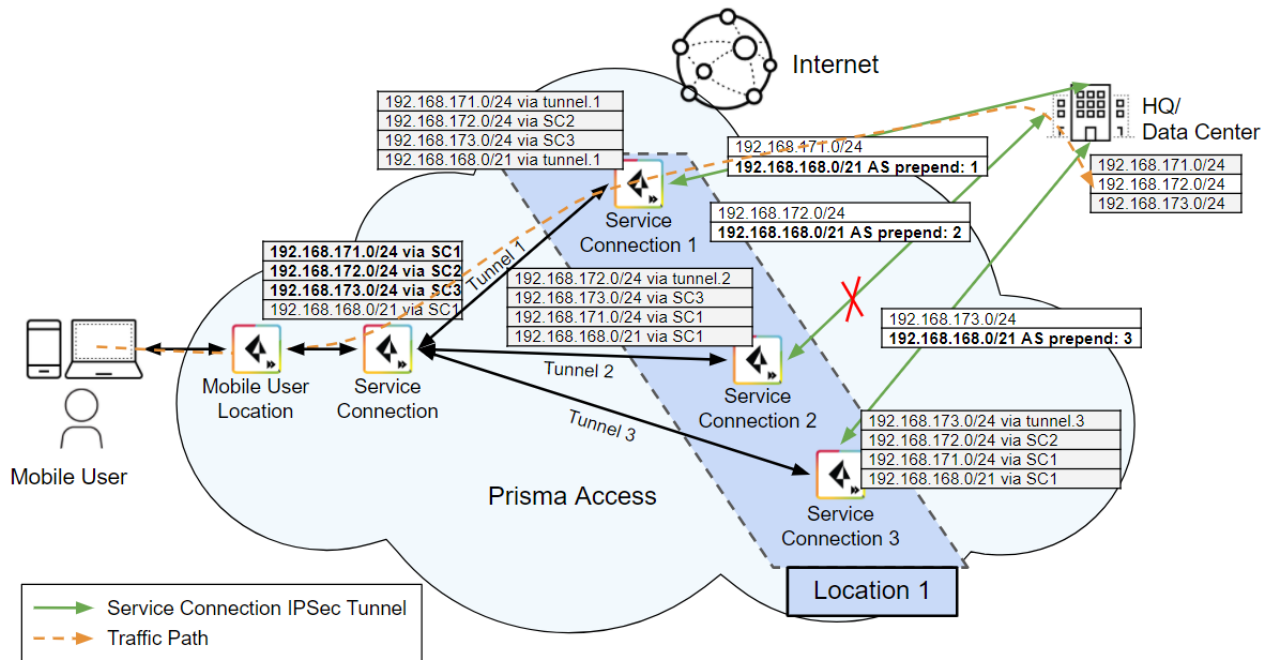 Internet
HQ/
Data Center
192.168.171.0/24 via tunnel.1
192.168.172.0/24 via SC2
192.168.173.0/24 via SC3
192.168.168.0/21 via tunnel.1
192.168.171.0/24
192.168.168.0/21 AS prepend: 1
192.168.171.0/24
192.168.172.0/24
192.168.173.0/24
Service
Connection 1
192.168.172.0/24
192.168.168.0/21 AS prepend: 2
192.168.171.0/24 via SC1
192.168.172.0/24 via SC2
192.168.173.0/24 via SC3
192.168.168.0/21 via SC1
Tunnel 1
192.168.172.0/24 via tunnel.2
192.168.173.0/24 via SC3
192.168.171.0/24 via SC1
192.168.168.0/21 via SC1
192.168.173.0/24
192.168.168.0/21 AS prepend: 3
Mobile User
Location
Service
Connection
Tunnel 2
Service
Connection 2
Tunnel 3
192.168.173.0/24 via tunnel.3
192.168.172.0/24 via SC2
192.168.171.0/24 via SC1
192.168.168.0/21 via SC1
Mobile User
Prisma Access
Service
Connection 3
Location 1
Service Connection IPSec Tunnel
Traffic Path